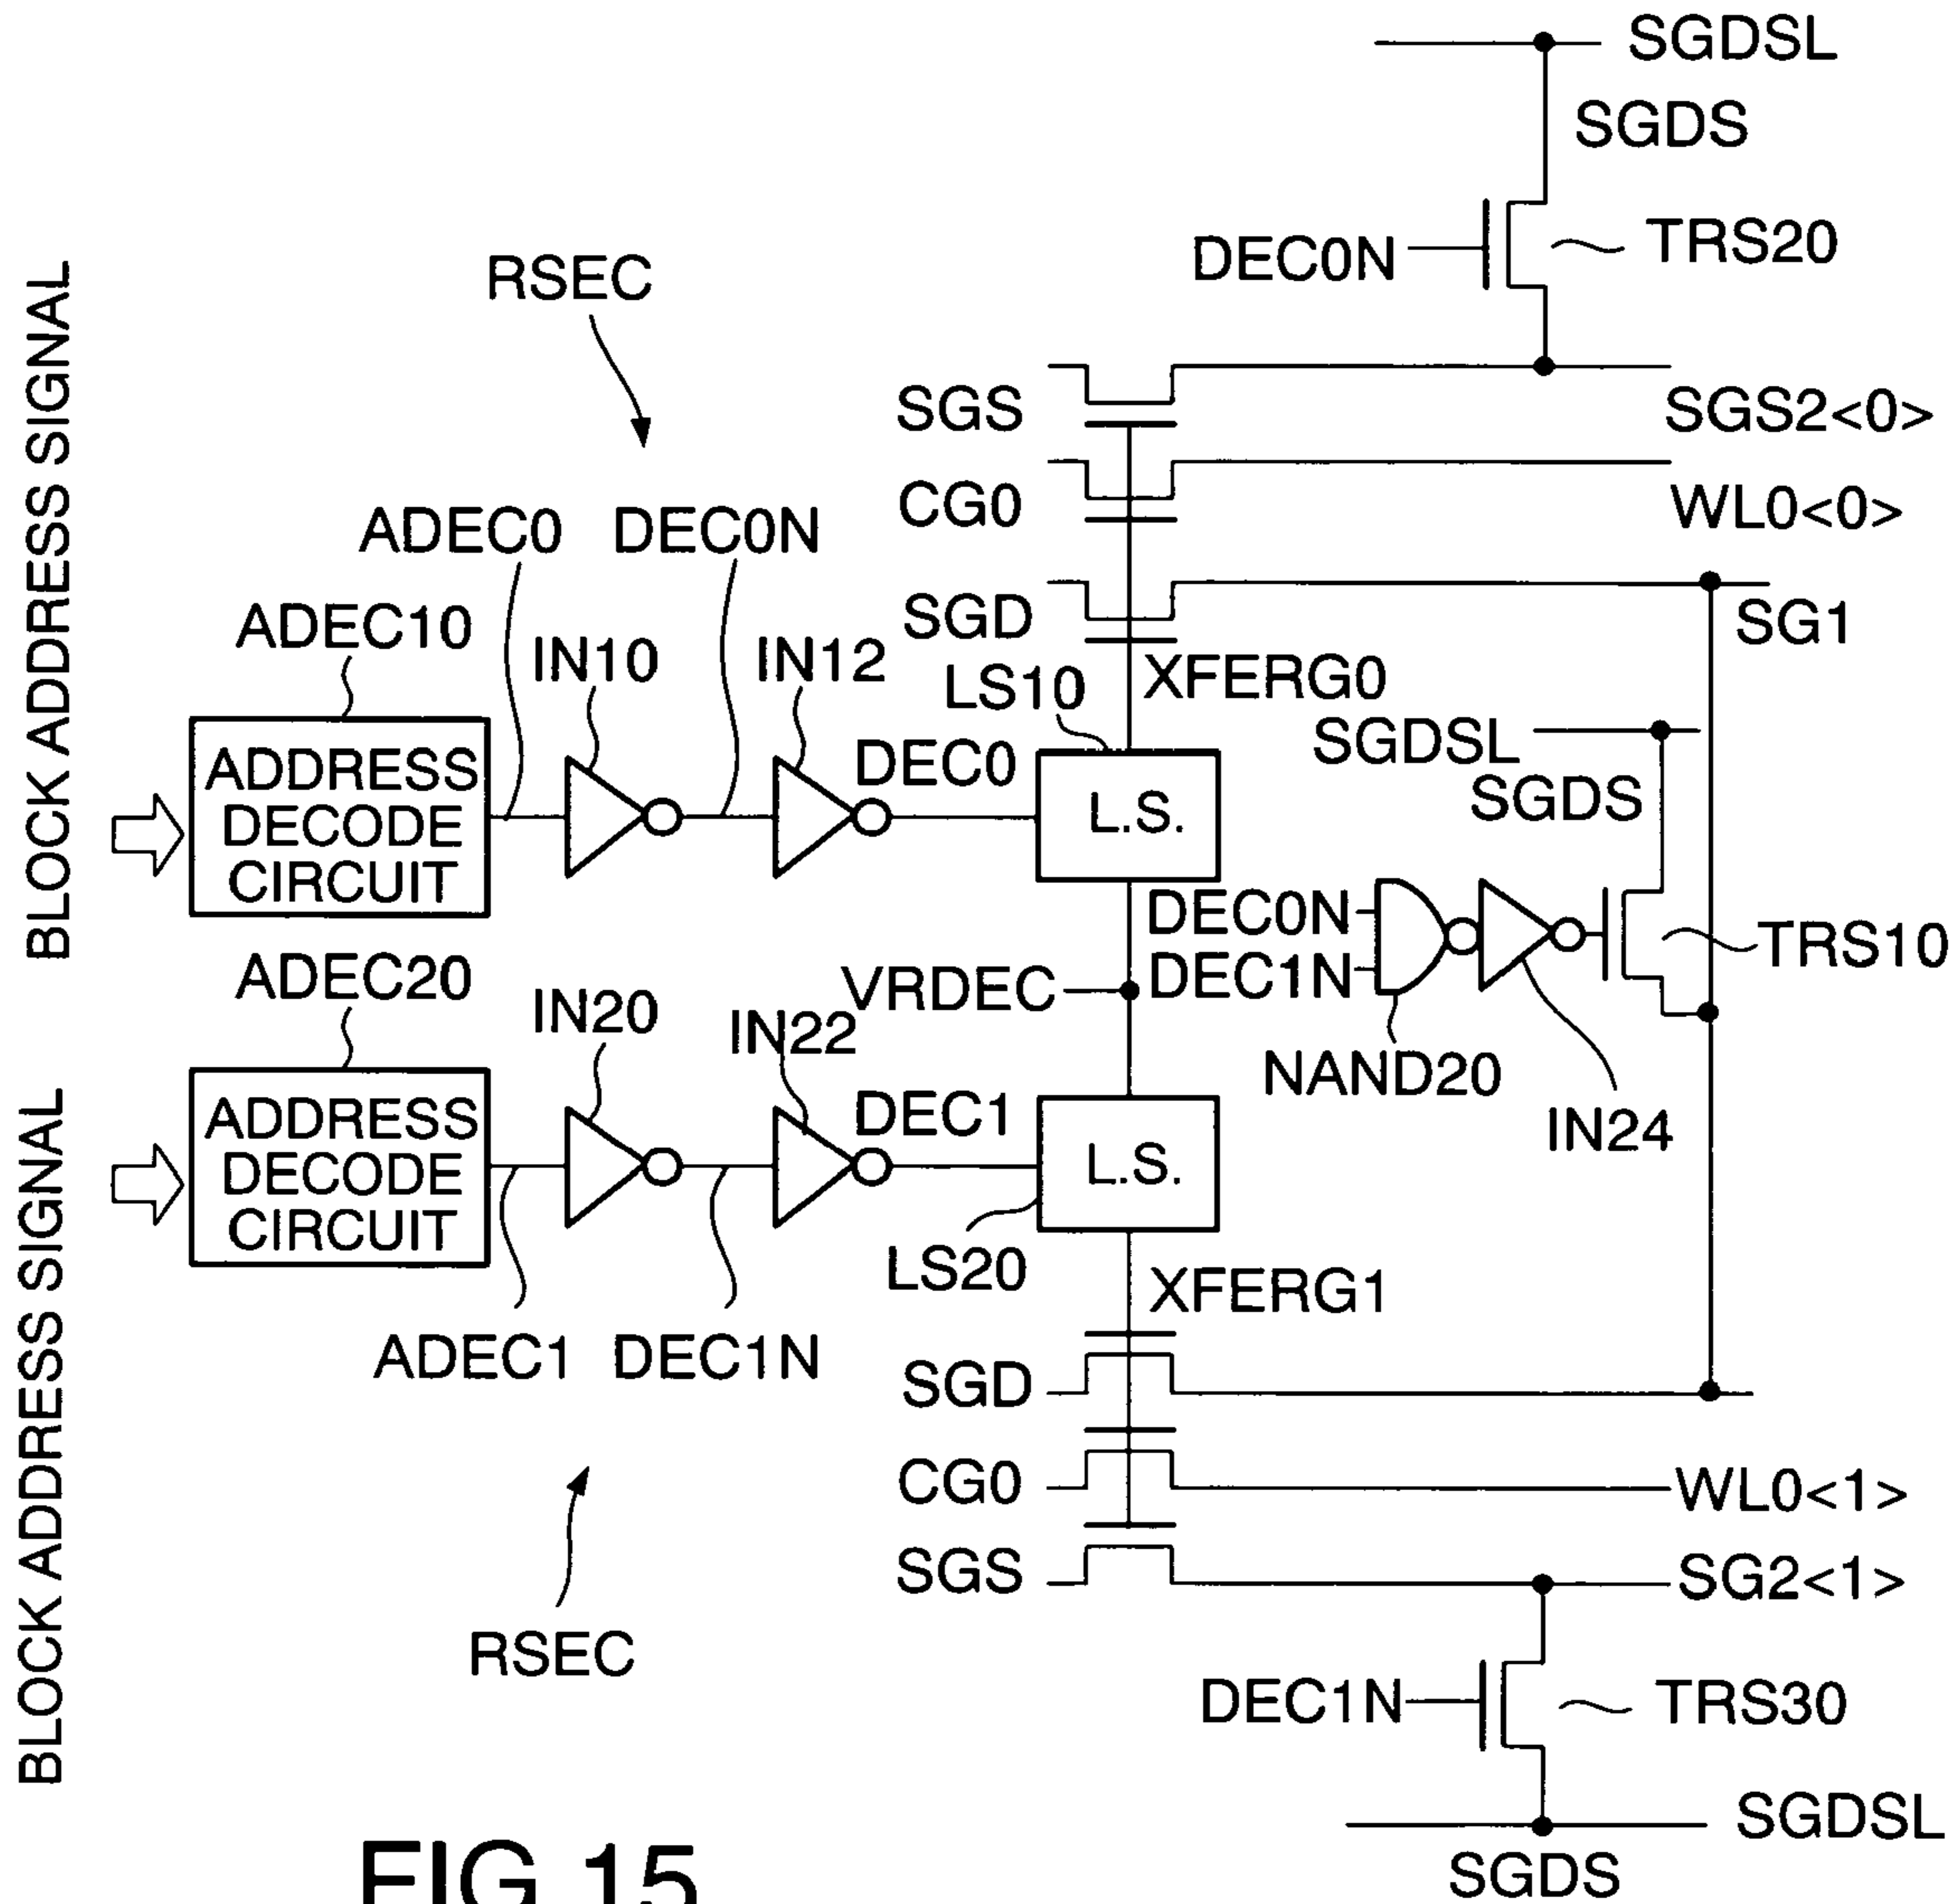 SGDSL
SGDS
DEC0N
TRS20
RSEC
SGS
SGS2<0>
CG0
WL0<0>
ADEC0
DEC0N
SGD
SG1
ADEC10
IN10
IN12
LS10
XFERG0
BLOCK ADDRESS SIGNAL
ADDRESS
DECODE
CIRCUIT
DEC0
L.S.
SGDSL
SGDS
DEC0N
DEC1N
TRS10
NAND20
IN24
VRDEC
ADEC20
IN20
IN22
BLOCK ADDRESS SIGNAL
ADDRESS
DECODE
CIRCUIT
DEC1
L.S.
LS20
XFERG1
ADEC1
DEC1N
SGD
CG0
WL0<1>
SGS
SG2<1>
RSEC
DEC1N
TRS30
SGDSL
SGDS
FIG.15